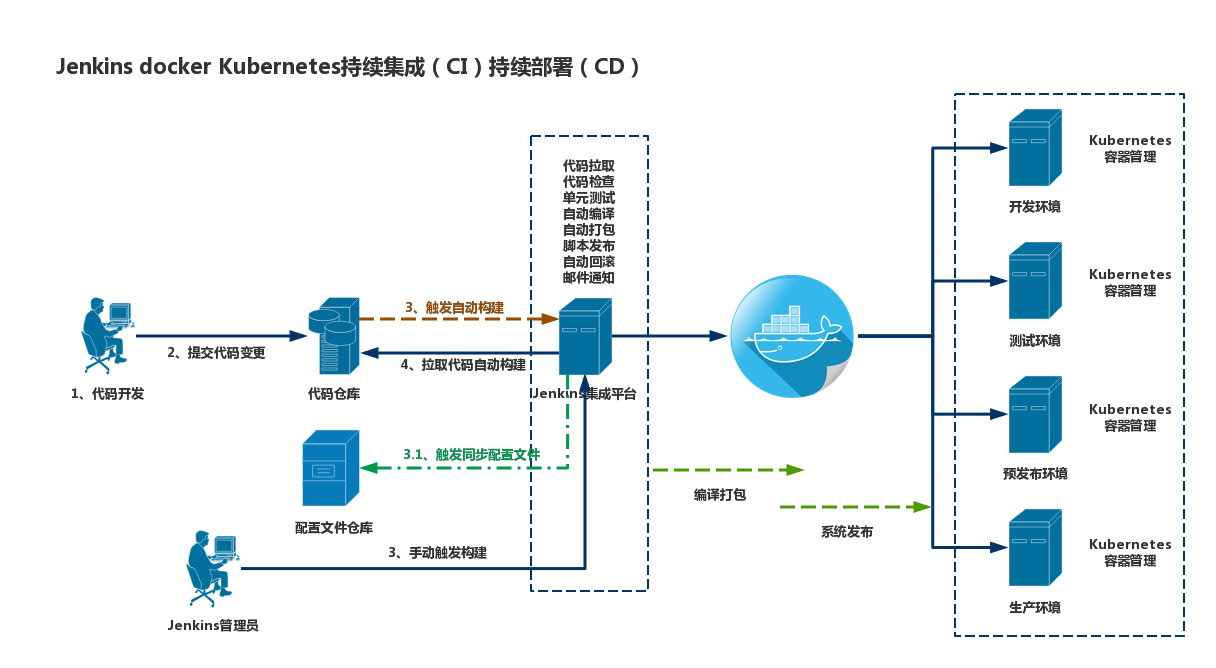 Jenkins docker Kubernetes持续集成（CI）持续部署（CD）
代码拉取
代码检查
单元测试
自动编译
自动打包
脚本发布
自动回滚
邮件通知
Kubernetes
容器管理
开发环境
Kubernetes
容器管理
测试环境
3、触发自动构建
2、提交代码变更
4、拉取代码自动构建
1、代码开发
代码仓库
Jenkins集成平台
Kubernetes
容器管理
预发布环境
3.1、触发同步配置文件
编译打包
配置文件仓库
系统发布
3、手动触发构建
Kubernetes
容器管理
生产环境
Jenkins管理员